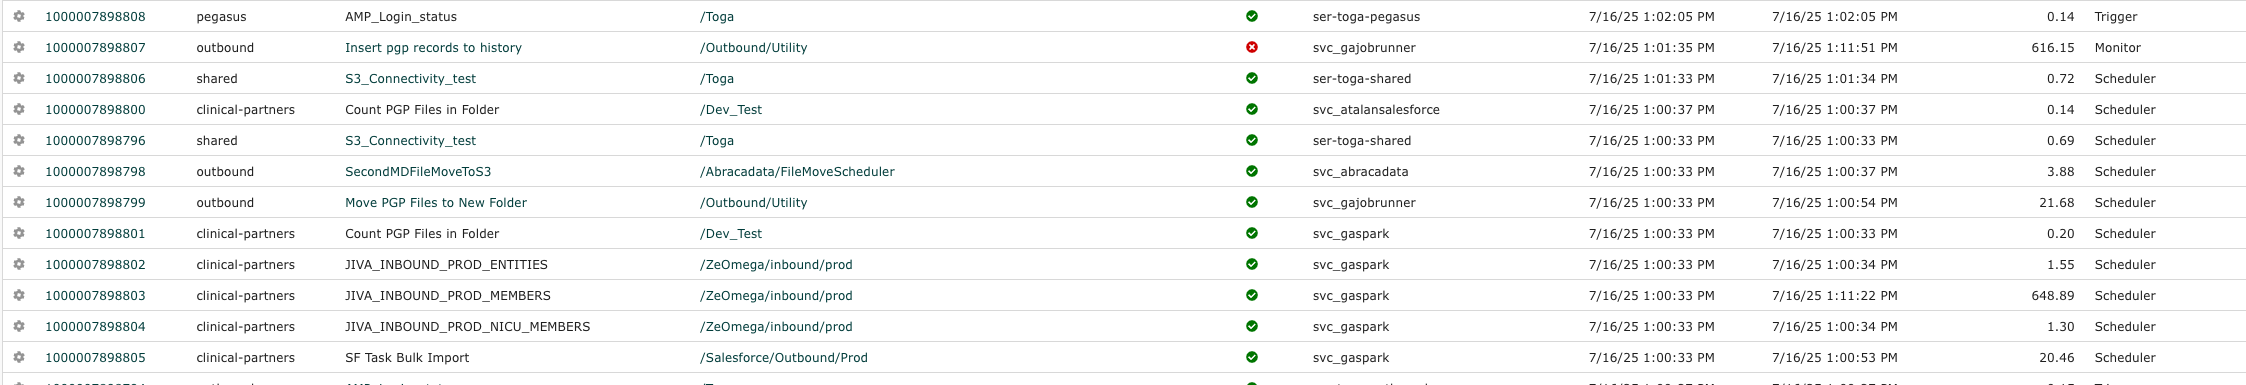 1000007898808 pegasus AMP_Login_status /Toga ser-toga-pegasus 7/16/25 1:02:05 PM 7/16/25 1:02:05 PM 0.14 Trigger
1000007898807 outbound Insert pgp records to history /Outbound/Utility svc_gajobrunner 7/16/25 1:01:35 PM 7/16/25 1:11:51 PM 616.15 Monitor
1000007898806 shared S3_Connectivity_test /Toga ser-toga-shared 7/16/25 1:01:33 PM 7/16/25 1:01:34 PM 0.72 Scheduler
1000007898800 clinical-partners Count PGP Files in Folder /Dev_Test svc_atalansalesforce 7/16/25 1:00:37 PM 7/16/25 1:00:37 PM 0.14 Scheduler
1000007898796 shared S3_Connectivity_test /Toga ser-toga-shared 7/16/25 1:00:33 PM 7/16/25 1:00:34 PM 0.69 Scheduler
1000007898798 outbound SecondMDFileMoveToS3 /Abracadata/FileMoveScheduler svc_abracadata 7/16/25 1:00:33 PM 7/16/25 1:00:37 PM 3.88 Scheduler
1000007898799 outbound Move PGP Files to New Folder /Outbound/Utility svc_gajobrunner 7/16/25 1:00:33 PM 7/16/25 1:00:54 PM 21.68 Scheduler
1000007898801 clinical-partners Count PGP Files in Folder /Dev_Test svc_gaspark 7/16/25 1:00:33 PM 7/16/25 1:00:33 PM 0.20 Scheduler
1000007898802 clinical-partners JIVA_INBOUND_PROD_ENTITIES /ZeOmega/inbound/prod svc_gaspark 7/16/25 1:00:33 PM 7/16/25 1:00:34 PM 1.55 Scheduler
1000007898803 clinical-partners JIVA_INBOUND_PROD_MEMBERS /ZeOmega/inbound/prod svc_gaspark 7/16/25 1:00:33 PM 7/16/25 1:11:22 PM 648.89 Scheduler
1000007898804 clinical-partners JIVA_INBOUND_PROD_NICU_MEMBERS /ZeOmega/inbound/prod svc_gaspark 7/16/25 1:00:33 PM 7/16/25 1:00:34 PM 1.30 Scheduler
1000007898805 clinical-partners SF Task Bulk Import /Salesforce/Outbound/Prod svc_gaspark 7/16/25 1:00:33 PM 7/16/25 1:00:53 PM 20.46 Scheduler